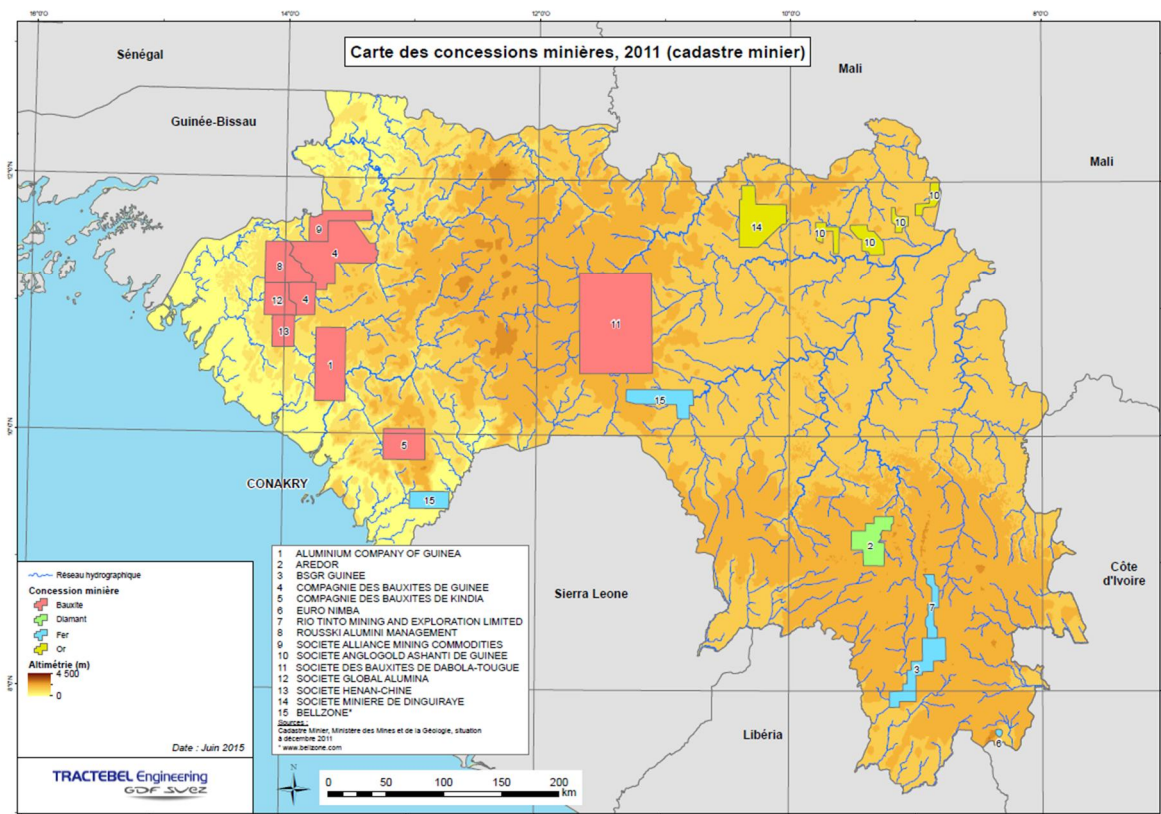 16°0'O 14°0'O 12°0'O 10°0'O 8°0'O
Carte des concessions minières, 2011 (cadastre minier)
Sénégal
Mali
Guinée-Bissau
Mali
12°0'N
10
9
14
10
10
10
4
8
12
4
11
13
1
15
10°0'N
5
CONAKRY
15
2
Côte
d'Ivoire
Sierra Leone
7
3
8°0'N
Libéria
6
Réseau hydrographique
Concession minière
Bauxite
Diamant
Fer
Or
Altimétrie (m)
4 500
0
Date : Juin 2015
TRACTEBEL Engineering
GDF SUEZ
1 ALUMINIUM COMPANY OF GUINEA
2 AREDOR
3 BSGR GUINEE
4 COMPAGNIE DES BAUXITES DE GUINEE
5 COMPAGNIE DES BAUXITES DE KINDIA
6 EURO NIMBA
7 RIO TINTO MINING AND EXPLORATION LIMITED
8 ROUSSKI ALUMINI MANAGEMENT
9 SOCIETE ALLIANCE MINING COMMODITIES
10 SOCIETE ANGLOGOLD ASHANTI DE GUINEE
11 SOCIETE DES BAUXITES DE DABOLA-TOUGUE
12 SOCIETE GLOBAL ALUMINA
13 SOCIETE HENAN-CHINE
14 SOCIETE MINIERE DE DINGUIRAYE
15 BELLZONE*
Sources :
Cadastre Minier, Ministère des Mines et de la Géologie, situation
à décembre 2011
* www.bellzone.com
N
0 50 100 150 200
km